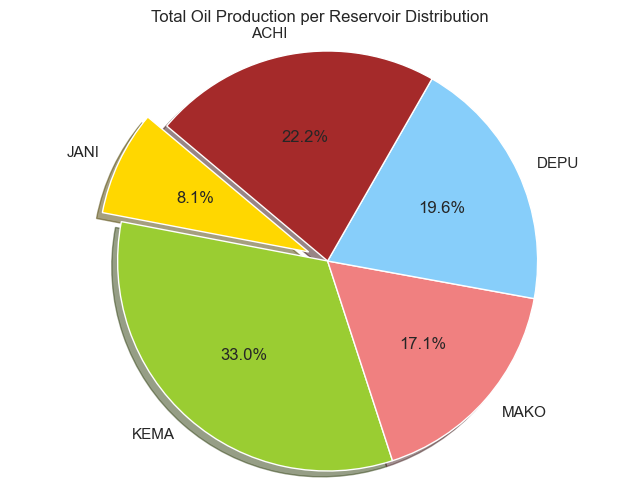 Total Oil Production per Reservoir Distribution
ACHI
22.2%
JANI
8.1%
DEPU
19.6%
17.1%
33.0%
MAKO
KEMA